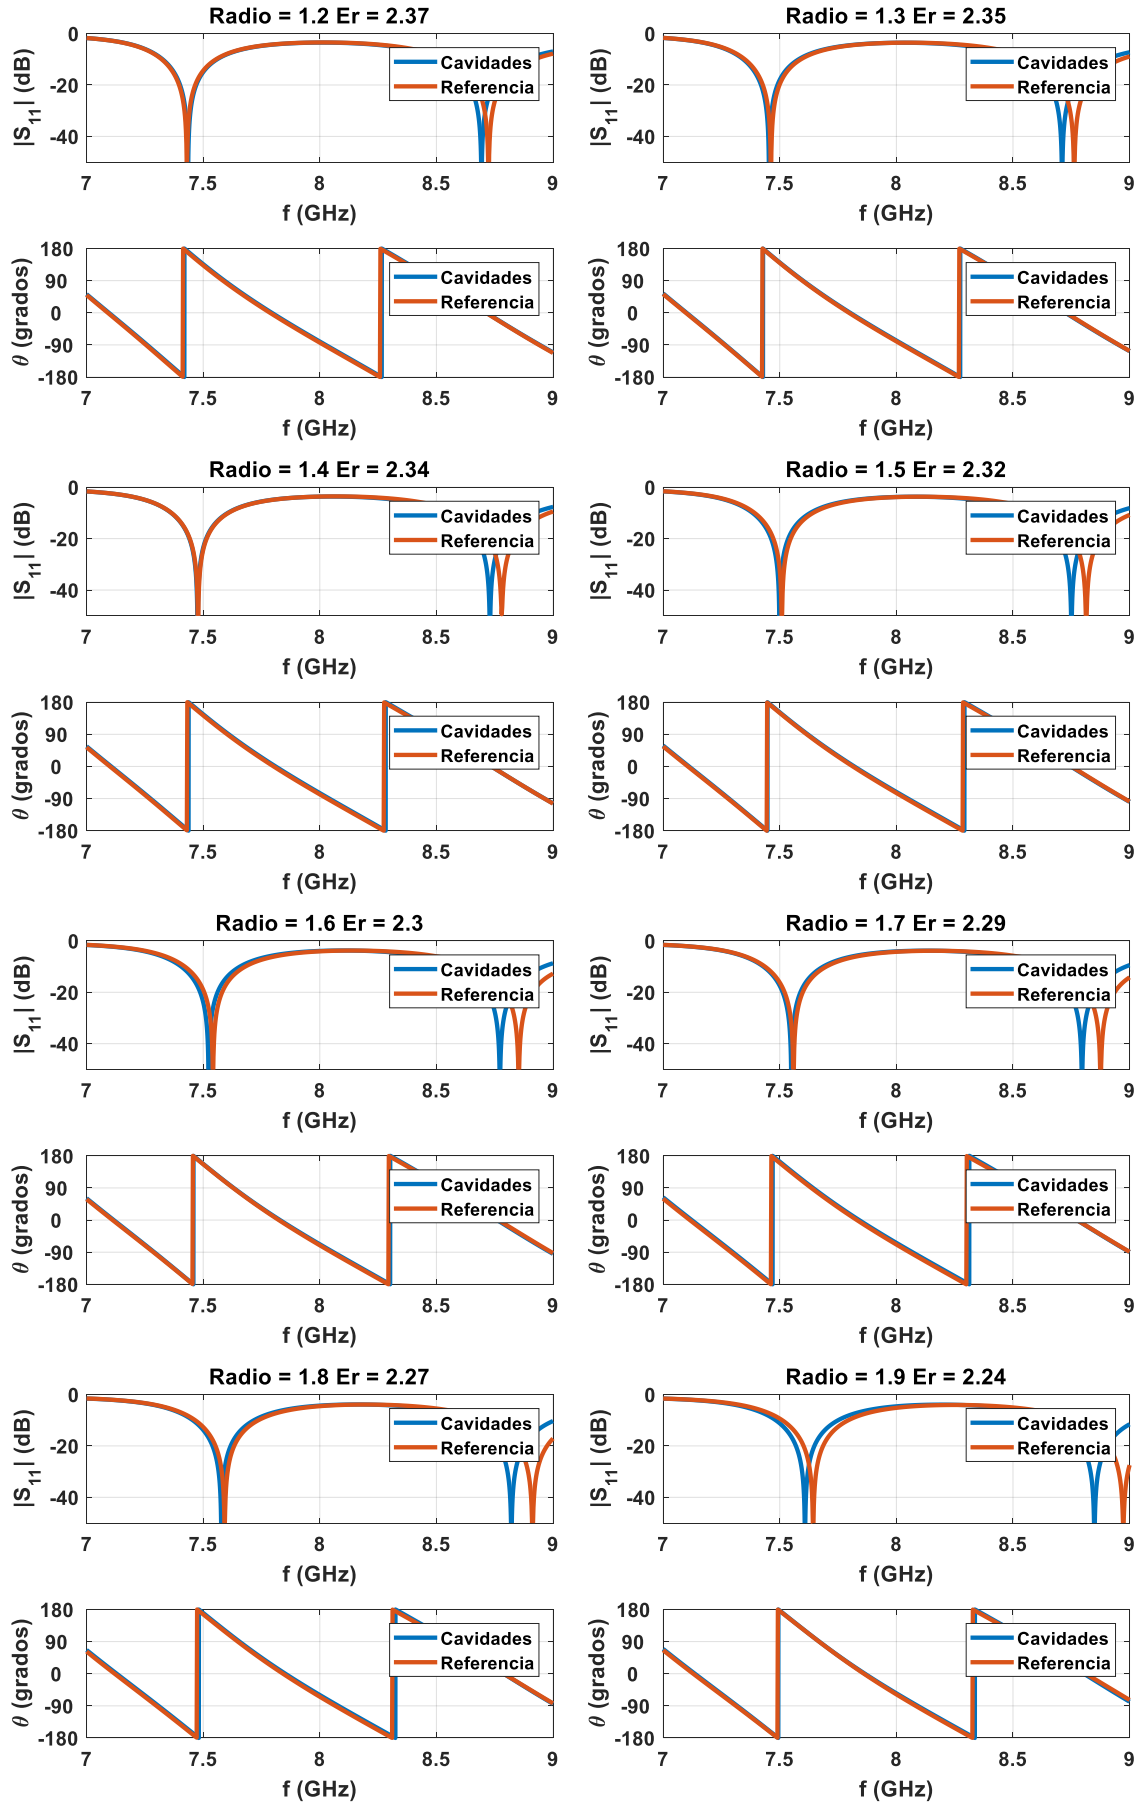 Radio = 1.2 Er = 2.37
|S11| (dB)
0
-20
-40
Cavidades
Referencia
7 7.5 8 8.5 9
f (GHz)
θ (grados)
180
90
0
-90
-180
Cavidades
Referencia
7 7.5 8 8.5 9
f (GHz)
Radio = 1.3 Er = 2.35
|S11| (dB)
0
-20
-40
Cavidades
Referencia
7 7.5 8 8.5 9
f (GHz)
θ (grados)
180
90
0
-90
-180
Cavidades
Referencia
7 7.5 8 8.5 9
f (GHz)
Radio = 1.4 Er = 2.34
|S11| (dB)
0
-20
-40
Cavidades
Referencia
7 7.5 8 8.5 9
f (GHz)
θ (grados)
180
90
0
-90
-180
Cavidades
Referencia
7 7.5 8 8.5 9
f (GHz)
Radio = 1.5 Er = 2.32
|S11| (dB)
0
-20
-40
Cavidades
Referencia
7 7.5 8 8.5 9
f (GHz)
θ (grados)
180
90
0
-90
-180
Cavidades
Referencia
7 7.5 8 8.5 9
f (GHz)
Radio = 1.6 Er = 2.3
|S11| (dB)
0
-20
-40
Cavidades
Referencia
7 7.5 8 8.5 9
f (GHz)
θ (grados)
180
90
0
-90
-180
Cavidades
Referencia
7 7.5 8 8.5 9
f (GHz)
Radio = 1.7 Er = 2.29
|S11| (dB)
0
-20
-40
Cavidades
Referencia
7 7.5 8 8.5 9
f (GHz)
θ (grados)
180
90
0
-90
-180
Cavidades
Referencia
7 7.5 8 8.5 9
f (GHz)
Radio = 1.8 Er = 2.27
|S11| (dB)
0
-20
-40
Cavidades
Referencia
7 7.5 8 8.5 9
f (GHz)
θ (grados)
180
90
0
-90
-180
Cavidades
Referencia
7 7.5 8 8.5 9
f (GHz)
Radio = 1.9 Er = 2.24
|S11| (dB)
0
-20
-40
Cavidades
Referencia
7 7.5 8 8.5 9
f (GHz)
θ (grados)
180
90
0
-90
-180
Cavidades
Referencia
7 7.5 8 8.5 9
f (GHz)